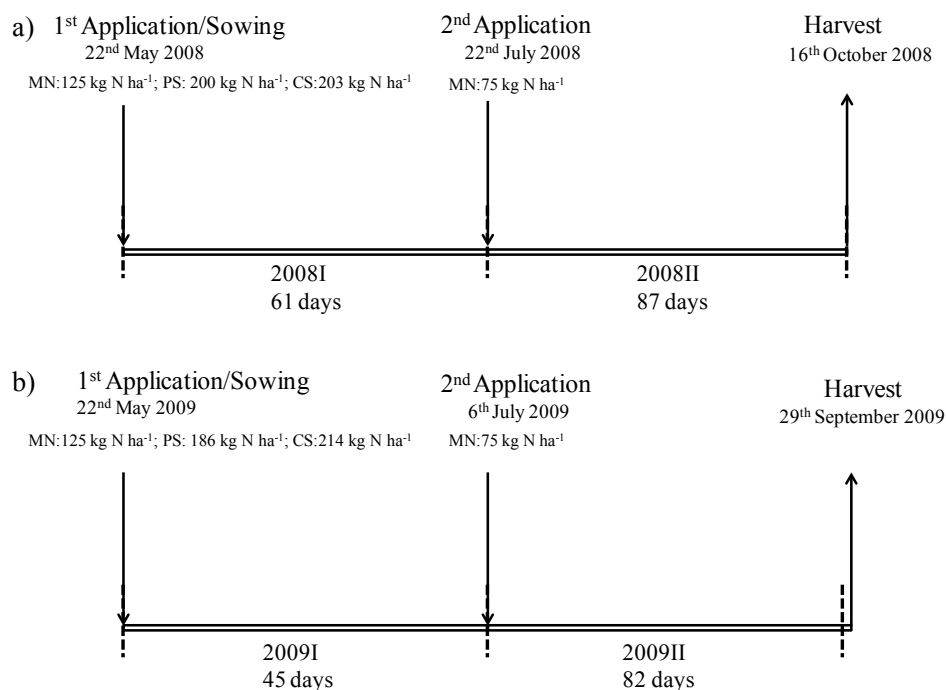 a) 1st Application/Sowing
22nd May 2008
MN:125 kg N ha-1; PS: 200 kg N ha-1; CS:203 kg N ha-1
2nd Application
22nd July 2008
MN:75 kg N ha-1
Harvest
16th October 2008
2008I
61 days
2008II
87 days
b) 1st Application/Sowing
22nd May 2009
MN:125 kg N ha-1; PS: 186 kg N ha-1; CS:214 kg N ha-1
2nd Application
6th July 2009
MN:75 kg N ha-1
Harvest
29th September 2009
2009I
45 days
2009II
82 days